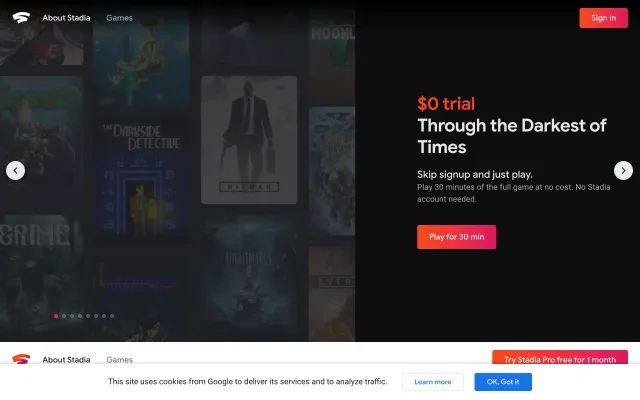 About Stadia Games Sign in
MOONL
THE DARKSIDE
DETECTIVE
HITMAN
GRIME
$0 trial
Through the Darkest of
Times
Skip signup and just play.
Play 30 minutes of the full game at no cost. No Stadia
account needed.
Play for 30 min
About Stadia Games Try Stadia Pro free for 1 month
This site uses cookies from Google to deliver its services and to analyze traffic. Learn more OK, Got it